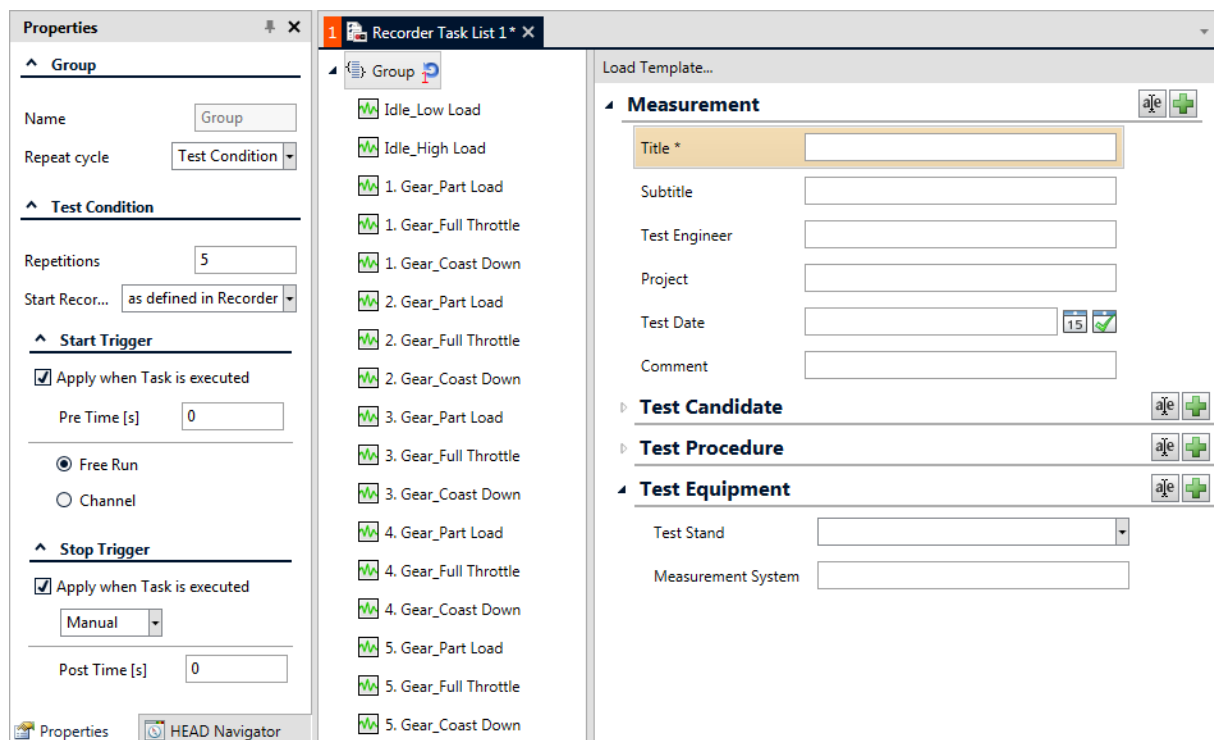 Properties
Group
Name
Group
Repeat cycle
Test Condition
Test Condition
Repetitions
5
Start Recor...
as defined in Recorder
Start Trigger
Apply when Task is executed
Pre Time [s]
0
Free Run
Channel
Stop Trigger
Apply when Task is executed
Manual
Post Time [s]
0
Properties
HEAD Navigator
1
Recorder Task List 1*
Group
1
Idle_Low Load
Idle_High Load
1. Gear_Part Load
1. Gear_Full Throttle
1. Gear_Coast Down
2. Gear_Part Load
2. Gear_Full Throttle
2. Gear_Coast Down
3. Gear_Part Load
3. Gear_Full Throttle
3. Gear_Coast Down
4. Gear_Part Load
4. Gear_Full Throttle
4. Gear_Coast Down
5. Gear_Part Load
5. Gear_Full Throttle
5. Gear_Coast Down
Load Template...
Measurement
a|e
Title *
Subtitle
Test Engineer
Project
Test Date
15
Comment
Test Candidate
a|e
Test Procedure
a|e
Test Equipment
a|e
Test Stand
Measurement System